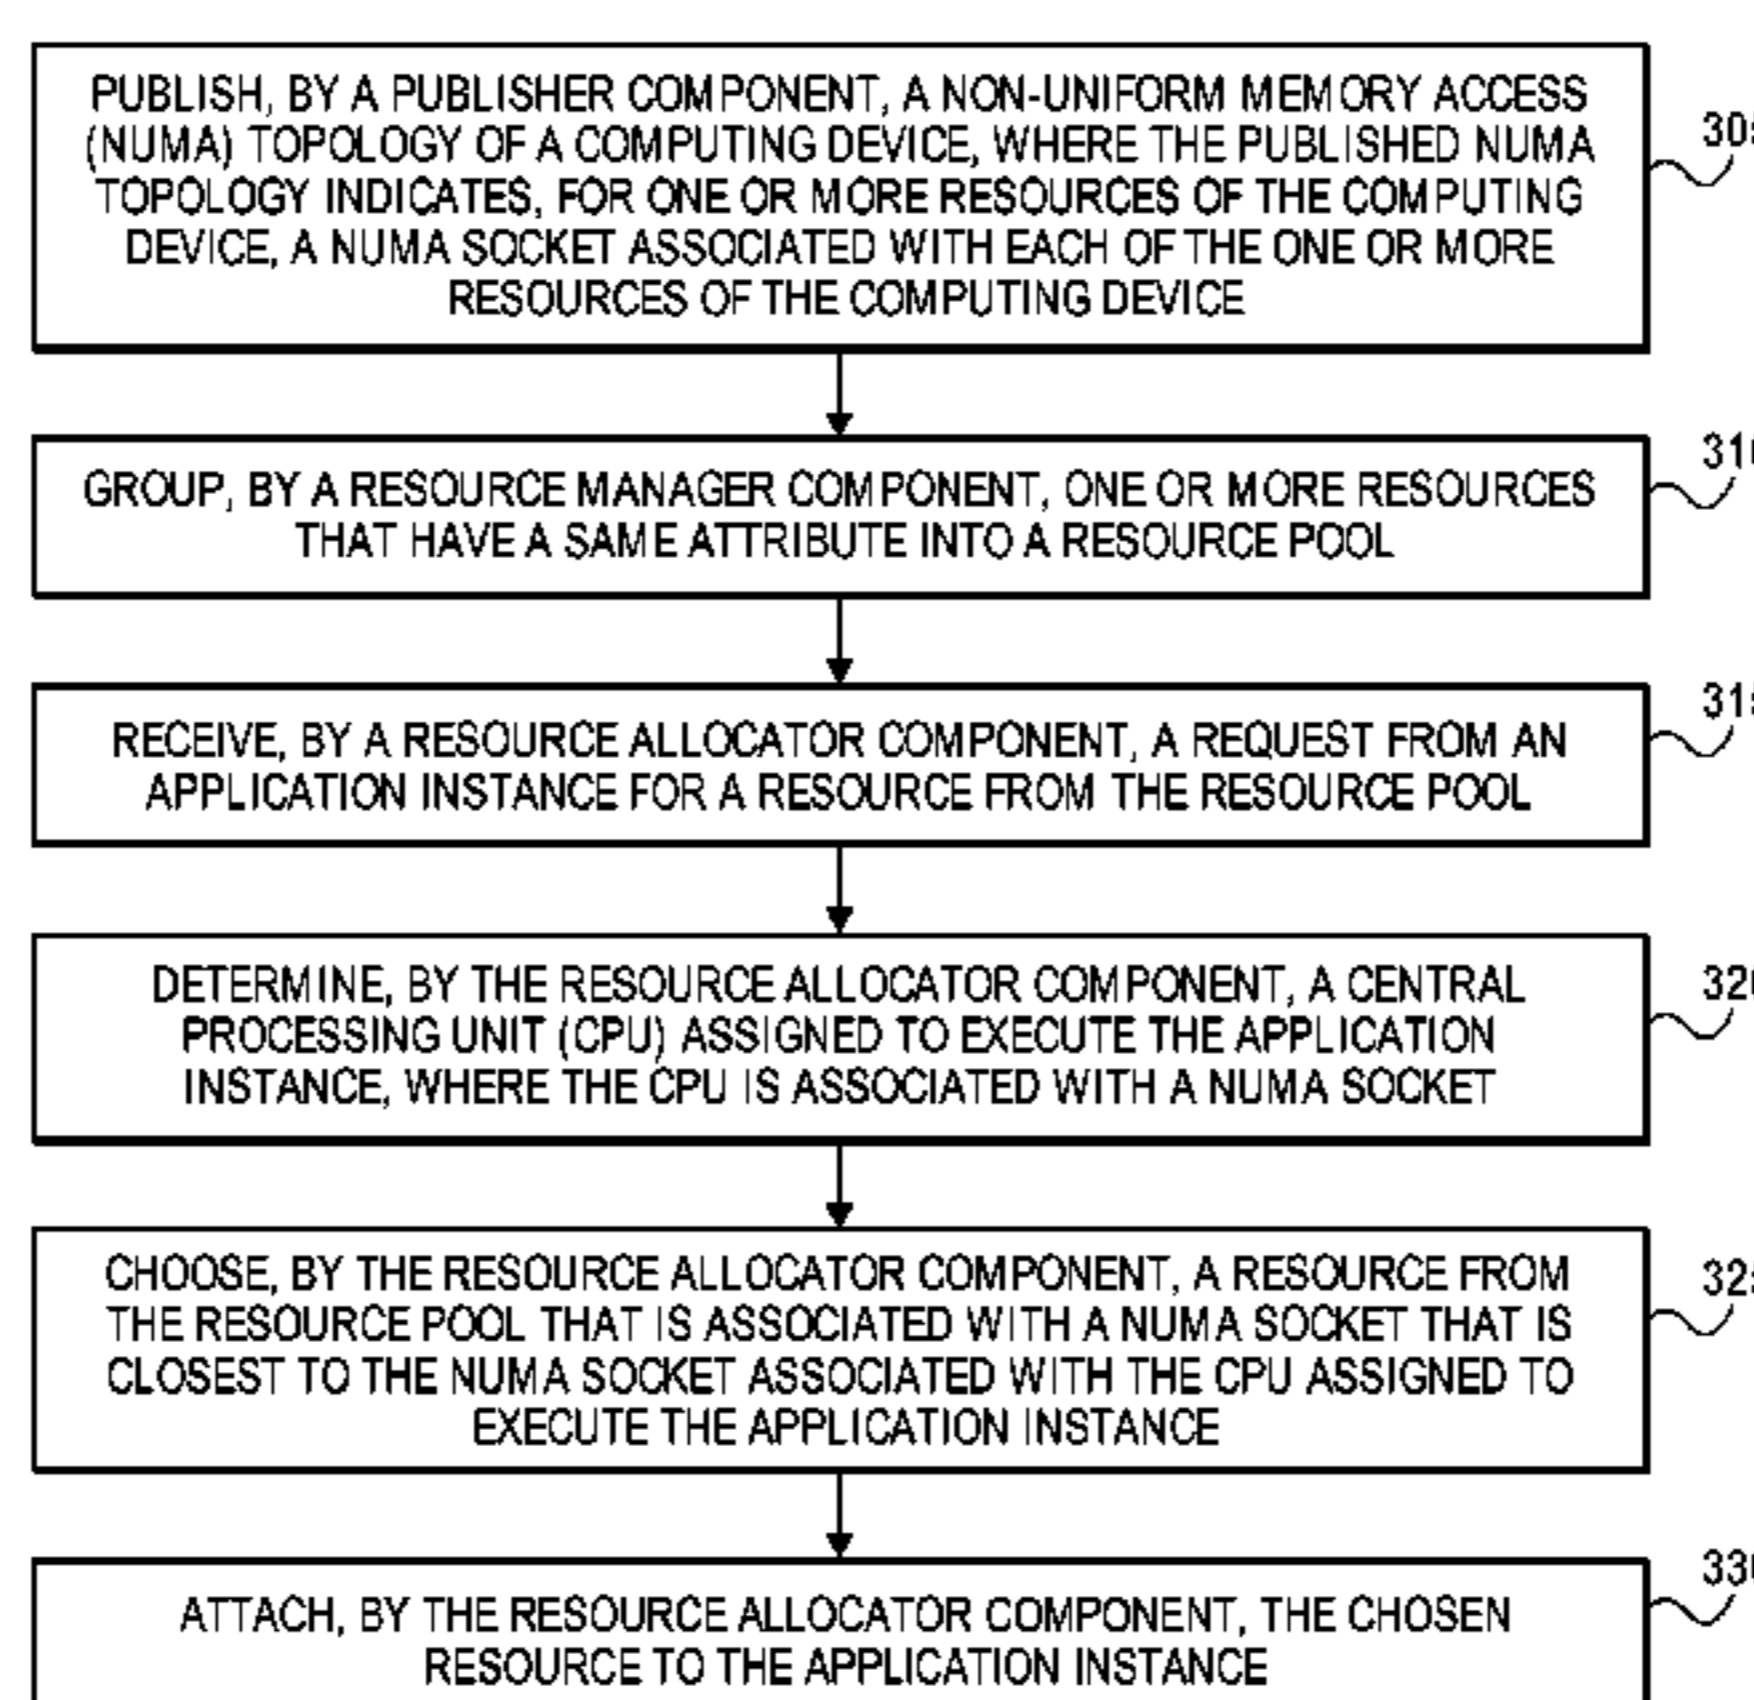 PUBLISH, BY A PUBLISHER COMPONENT, A NON-UNIFORM MEMORY ACCESS
(NUMA) TOPOLOGY OF A COMPUTING DEVICE, WHERE THE PUBLISHED NUMA
TOPOLOGY INDICATES, FOR ONE OR MORE RESOURCES OF THE COMPUTING
DEVICE, A NUMA SOCKET ASSOCIATED WITH EACH OF THE ONE OR MORE
RESOURCES OF THE COMPUTING DEVICE
305
GROUP, BY A RESOURCE MANAGER COMPONENT, ONE OR MORE RESOURCES
THAT HAVE A SAME ATTRIBUTE INTO A RESOURCE POOL
310
RECEIVE, BY A RESOURCE ALLOCATOR COMPONENT, A REQUEST FROM AN
APPLICATION INSTANCE FOR A RESOURCE FROM THE RESOURCE POOL
315
DETERMINE, BY THE RESOURCE ALLOCATOR COMPONENT, A CENTRAL
PROCESSING UNIT (CPU) ASSIGNED TO EXECUTE THE APPLICATION
INSTANCE, WHERE THE CPU IS ASSOCIATED WITH A NUMA SOCKET
320
CHOOSE, BY THE RESOURCE ALLOCATOR COMPONENT, A RESOURCE FROM
THE RESOURCE POOL THAT IS ASSOCIATED WITH A NUMA SOCKET THAT IS
CLOSEST TO THE NUMA SOCKET ASSOCIATED WITH THE CPU ASSIGNED TO
EXECUTE THE APPLICATION INSTANCE
325
ATTACH, BY THE RESOURCE ALLOCATOR COMPONENT, THE CHOSEN
RESOURCE TO THE APPLICATION INSTANCE
330